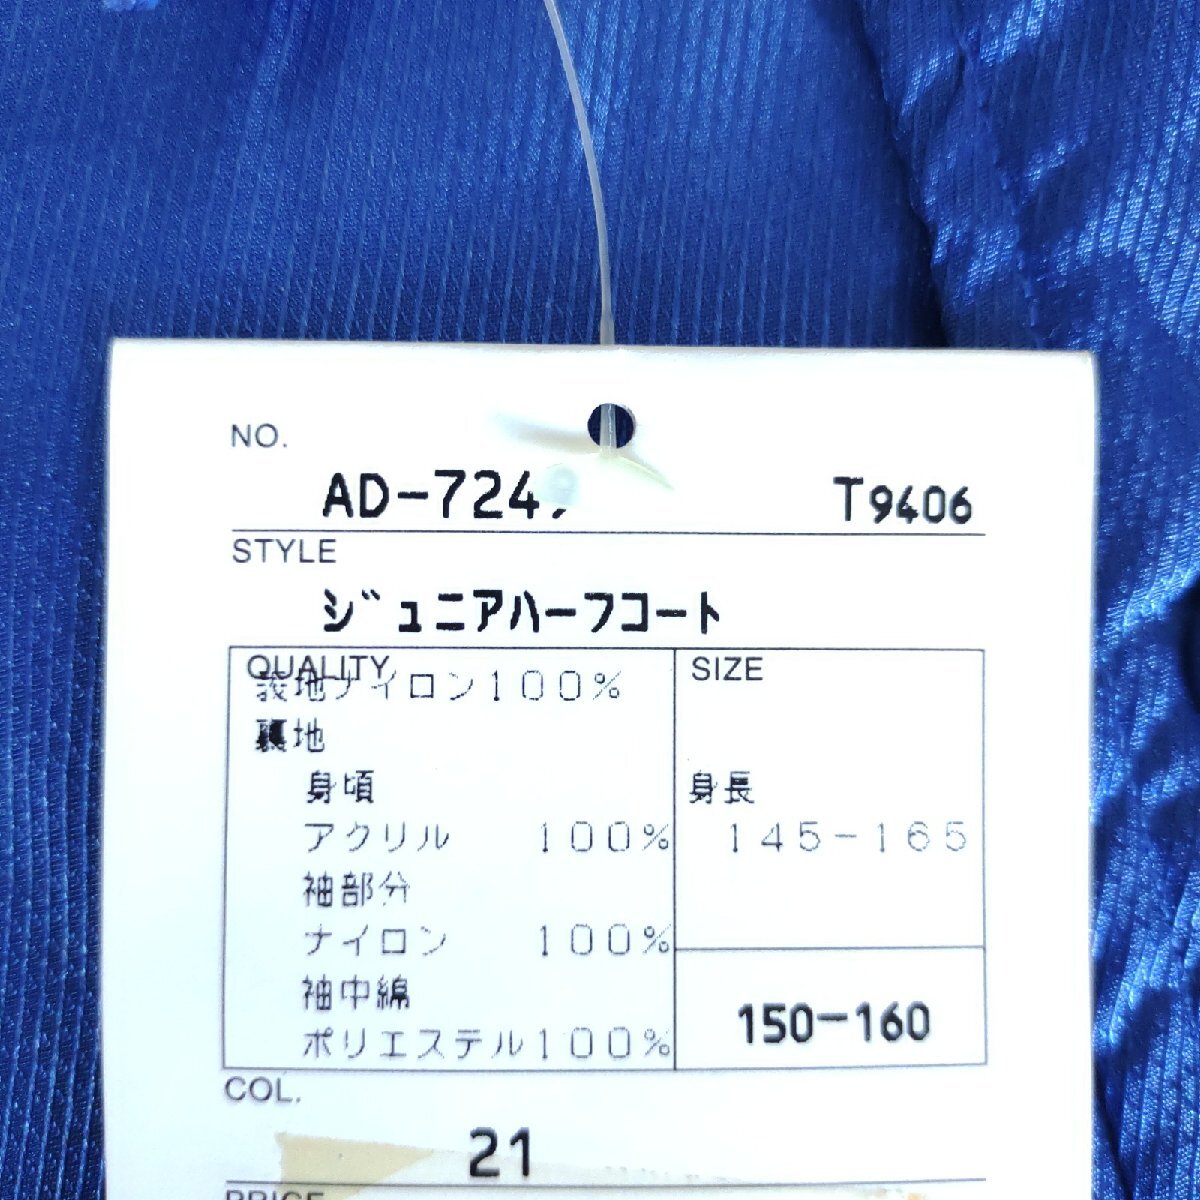 NO.
T9406
STYLE
ジュニアハーフコート
QUALITY
表地ナイロン100%
裏地
身頃
アクリル 100%
袖部分
ナイロン 100%
袖中綿
ポリエステル100%
SIZE
身長
145-165
150-160
COL.
21
PRICE